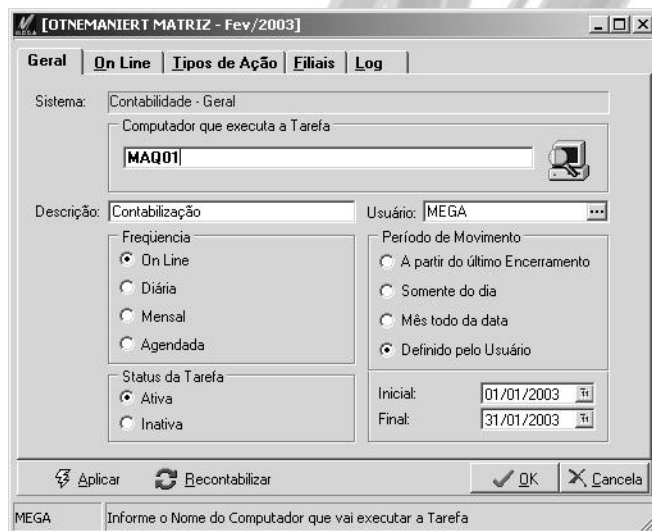 [OTNEMANIERT MATRIZ - Fev/2003]
Geral On Line Tipos de Ação Filiais Log
Sistema: Contabilidade - Geral
Computador que executa a Tarefa
MAQ01
Descrição: Contabilização Usuário: MEGA ...
Freqüencia Período de Movimento
On Line A partir do último Encerramento
Diária Somente do dia
Mensal Mês todo da data
Agendada Definido pelo Usuário
Status da Tarefa
Ativa Inicial: 01/01/2003
Inativa Final: 31/01/2003
Aplicar Recontabilizar OK Cancela
MEGA Informe o Nome do Computador que vai executar a Tarefa